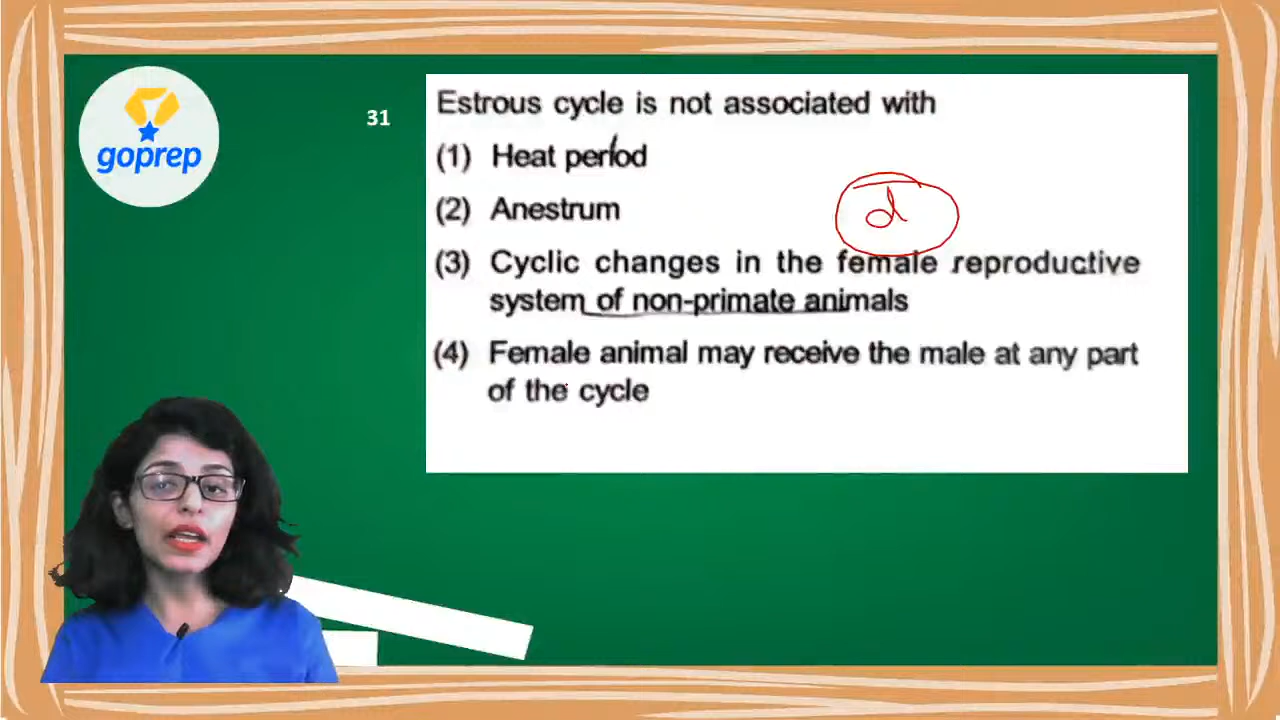 goprep
31
Estrous cycle is not associated with
(1) Heat period
(2) Anestrum
d
(3) Cyclic changes in the female reproductive
system of non-primate animals
(4) Female animal may receive the male at any part
of the cycle